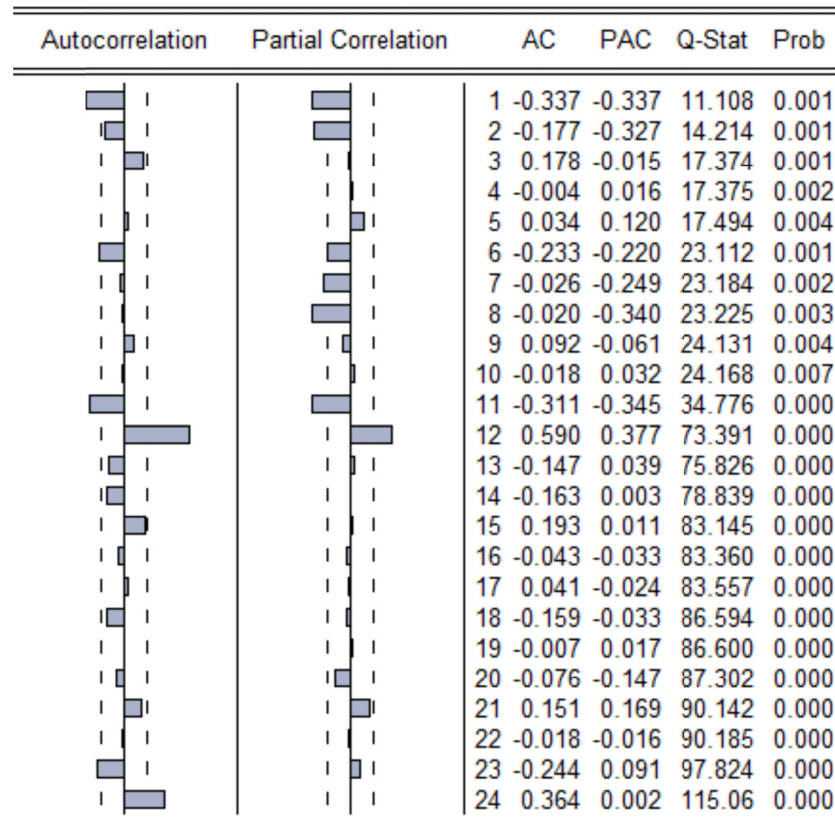 Autocorrelation Partial Correlation AC PAC Q-Stat Prob
1 -0.337 -0.337 11.108 0.001
2 -0.177 -0.327 14.214 0.001
3 0.178 -0.015 17.374 0.001
4 -0.004 0.016 17.375 0.002
5 0.034 0.120 17.494 0.004
6 -0.233 -0.220 23.112 0.001
7 -0.026 -0.249 23.184 0.002
8 -0.020 -0.340 23.225 0.003
9 0.092 -0.061 24.131 0.004
10 -0.018 0.032 24.168 0.007
11 -0.311 -0.345 34.776 0.000
12 0.590 0.377 73.391 0.000
13 -0.147 0.039 75.826 0.000
14 -0.163 0.003 78.839 0.000
15 0.193 0.011 83.145 0.000
16 -0.043 -0.033 83.360 0.000
17 0.041 -0.024 83.557 0.000
18 -0.159 -0.033 86.594 0.000
19 -0.007 0.017 86.600 0.000
20 -0.076 -0.147 87.302 0.000
21 0.151 0.169 90.142 0.000
22 -0.018 -0.016 90.185 0.000
23 -0.244 0.091 97.824 0.000
24 0.364 0.002 115.06 0.000